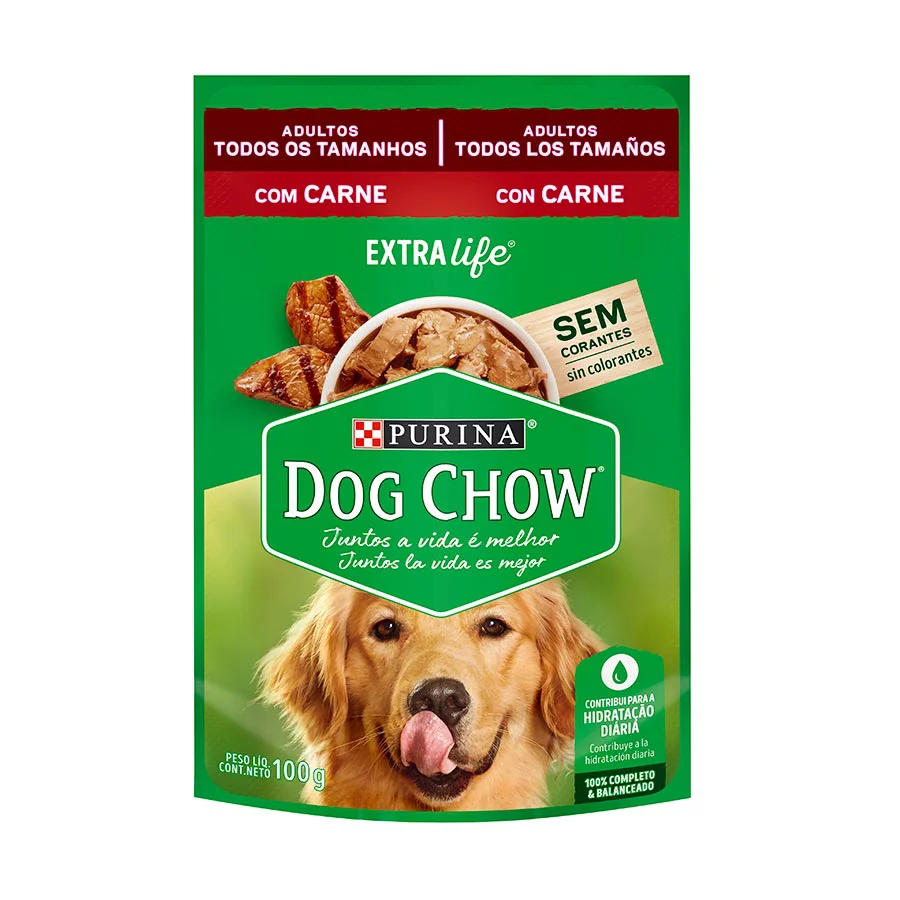 ADULTOS
TODOS OS TAMANHOS
ADULTOS
TODOS LOS TAMAÑOS
COM CARNE
CON CARNE
EXTRA life®
SEM
CORANTES
sin colorantes
PURINA®
DOG CHOW®
Juntos a vida é melhor
Juntos la vida es mejor
CONTRIBUI PARA A
HIDRATAÇÃO
DIÁRIA
Contribuye a la
hidratación diaria
100% COMPLETO
& BALANCEADO
PESO LÍQ.
CONT.NETO 100g